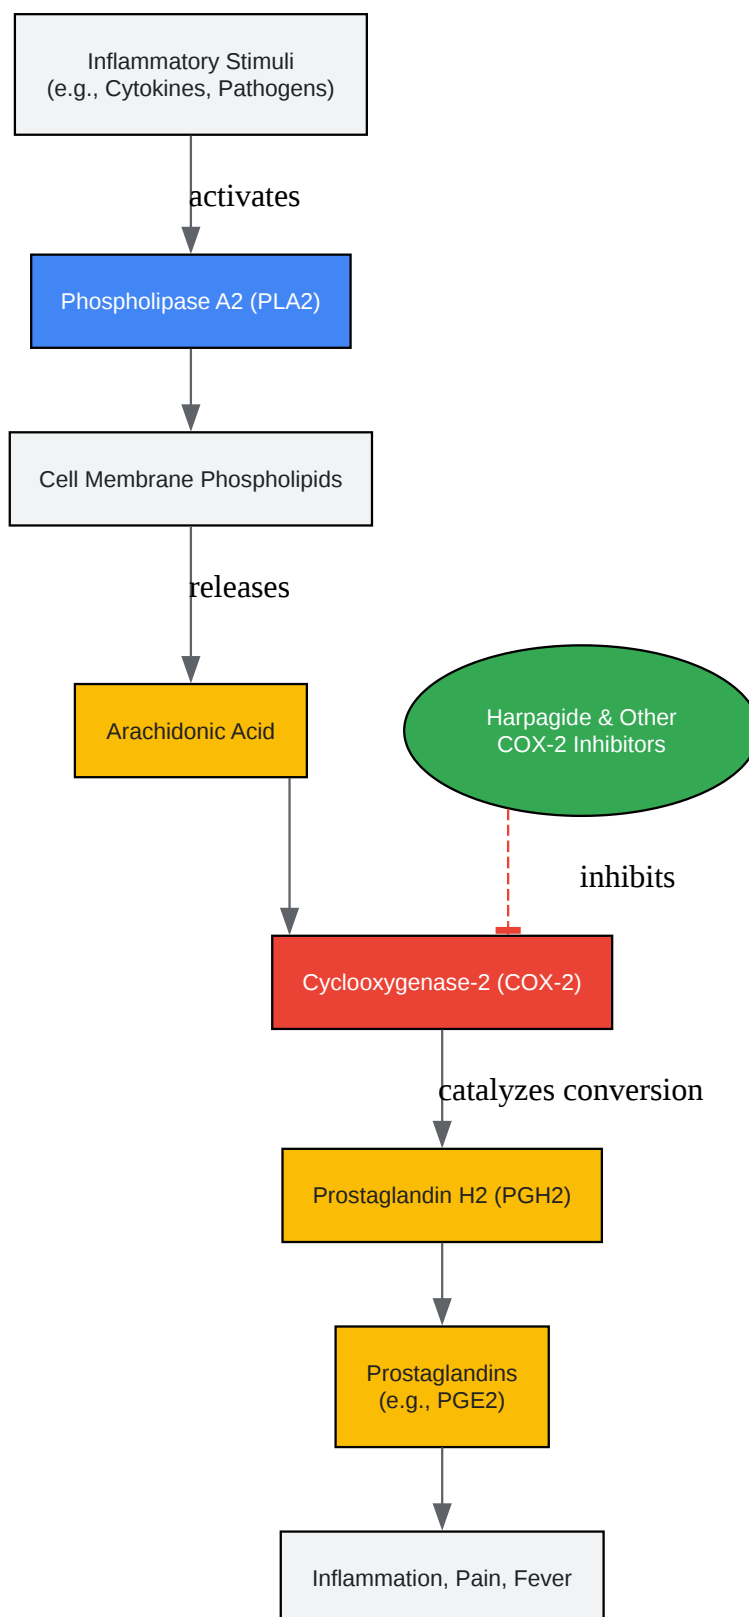 Inflammatory Stimuli
(e.g., Cytokines, Pathogens)
activates
Phospholipase A2 (PLA2)
Cell Membrane Phospholipids
releases
Arachidonic Acid
Harpagide & Other
COX-2 Inhibitors
inhibits
Cyclooxygenase-2 (COX-2)
catalyzes conversion
Prostaglandin H2 (PGH2)
Prostaglandins
(e.g., PGE2)
Inflammation, Pain, Fever